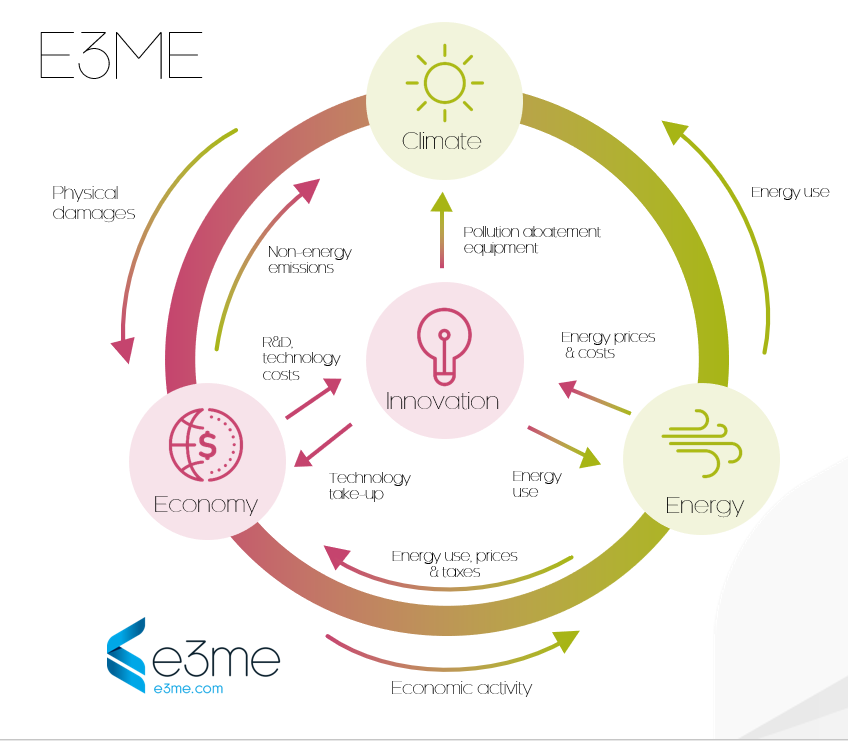 E3ME
Climate
Physical
damages
Energy use
Non-energy
emissions
Pollution abatement
equipment
R&D,
technology
costs
Energy prices
& costs
Innovation
Economy
$
Technology
take-up
Energy
use
Energy
Energy use, prices
& taxes
Economic activity
e3me
e3me.com